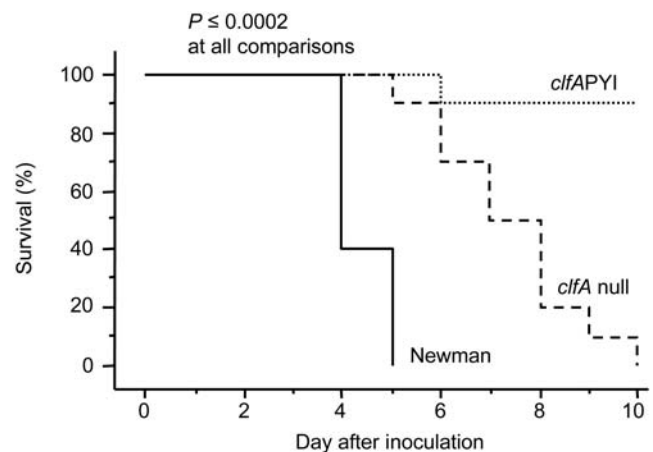 P ≤ 0.0002
at all comparisons
100
80
60
40
20
0
Survival (%)
clfAPYI
clfA null
Newman
0 2 4 6 8 10
Day after inoculation